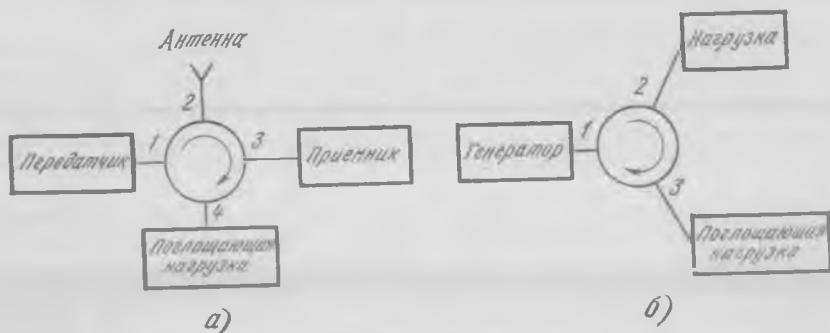 Антенна
2
1
3
Передатчик
Приемник
4
Поглощающая
нагрузка
а)
Нагрузка
2
1
Генератор
3
Поглощающая
нагрузка
б)